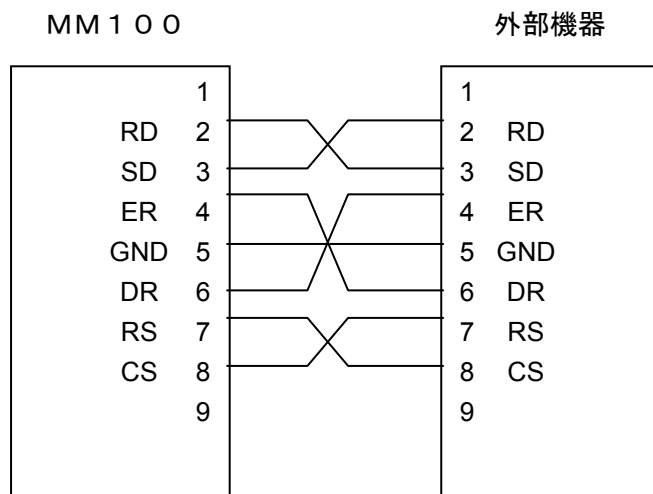 ＭＭ１００ 外部機器
1 1
RD 2 2 RD
SD 3 3 SD
ER 4 4 ER
GND 5 5 GND
DR 6 6 DR
RS 7 7 RS
CS 8 8 CS
9 9